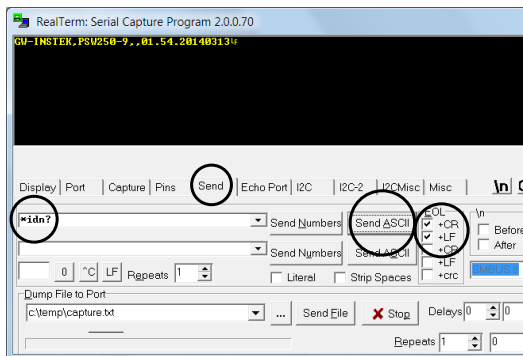 RealTerm: Serial Capture Program 2.0.0.70
GW-INSTEK,PSW250-9,,01.54.20140313
Display Port Capture Pins Send Echo Port I2C I2C-2 I2CMisc Misc \n
*idn? Send Numbers Send ASCII EOL \n
+CR Before
+LF After
Send Numbers Send ASCII +CR
+LF
0 ^C LF Repeats 1 Literal Strip Spaces +crc SMBUS 8
Dump File to Port
c:\temp\capture.txt ... Send File Stop Delays 0 0
Repeats 1 0